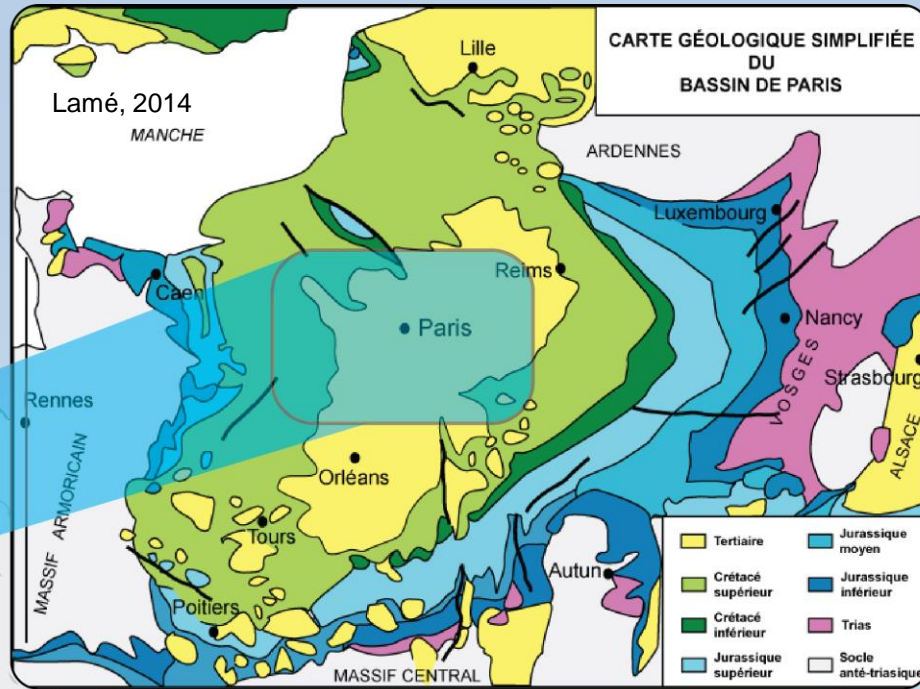 CARTE GÉOLOGIQUE SIMPLIFIÉE
DU
BASSIN DE PARIS
Lille
Lamé, 2014
MANCHE
ARDENNES
Luxembourg
Caen
Reims
Paris
Nancy
VOSGES
Strasbourg
ALSACE
Rennes
MASSIF ARMORICAIN
Orléans
Tours
Autun
Poitiers
MASSIF CENTRAL
Tertiaire
Crétacé
supérieur
Crétacé
inférieur
Jurassique
supérieur
Jurassique
moyen
Jurassique
inférieur
Trias
Socle
anté-triasique